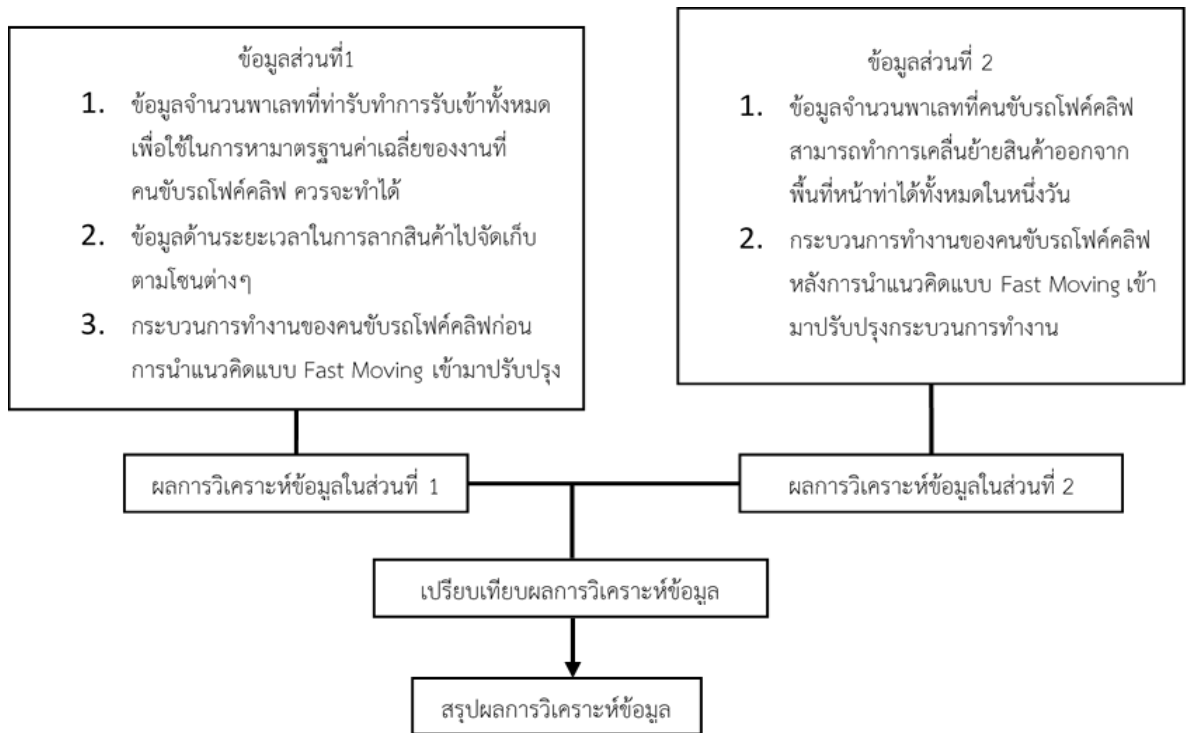 ข้อมูลส่วนที่1
1. ข้อมูลจำนวนพาเลทที่ท่ารับทำการรับเข้าทั้งหมด
เพื่อใช้ในการหามาตรฐานค่าเฉลี่ยของงานที่
คนขับรถโฟค์คลิฟ ควรจะทำได้
2. ข้อมูลด้านระยะเวลาในการลากสินค้าไปจัดเก็บ
ตามโซนต่างๆ
3. กระบวนการทำงานของคนขับรถโฟค์คลิฟก่อน
การนำแนวคิดแบบ Fast Moving เข้ามาปรับปรุง
ข้อมูลส่วนที่ 2
1. ข้อมูลจำนวนพาเลทที่คนขับรถโฟค์คลิฟ
สามารถทำการเคลื่นย้ายสินค้าออกจาก
พื้นที่หน้าท่าได้ทั้งหมดในหนึ่งวัน
2. กระบวนการทำงานของคนขับรถโฟค์คลิฟ
หลังการนำแนวคิดแบบ Fast Moving เข้า
มาปรับปรุงกระบวนการทำงาน
ผลการวิเคราะห์ข้อมูลในส่วนที่ 1
ผลการวิเคราะห์ข้อมูลในส่วนที่ 2
เปรียบเทียบผลการวิเคราะห์ข้อมูล
สรุปผลการวิเคราะห์ข้อมูล